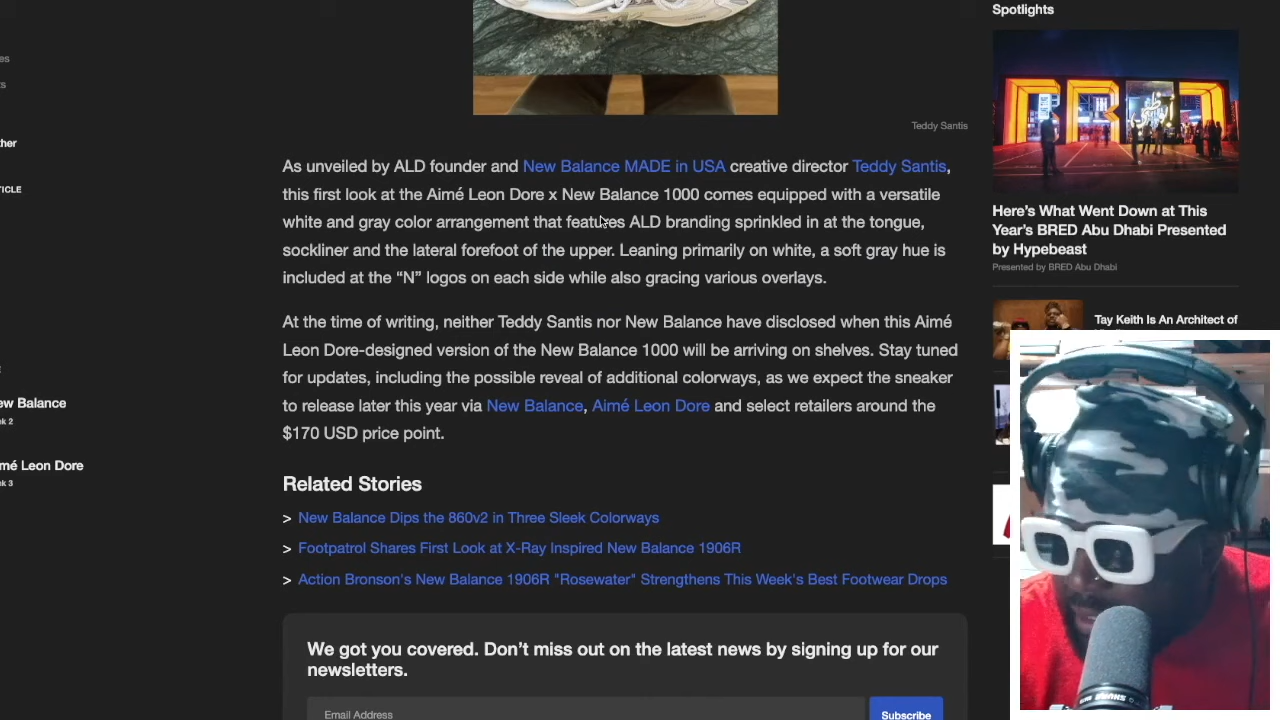 Spotlights
es
s
ther
TICLE
ew Balance
k 2
mé Leon Dore
k 3
Teddy Santis
As unveiled by ALD founder and New Balance MADE in USA creative director Teddy Santis,
this first look at the Aimé Leon Dore x New Balance 1000 comes equipped with a versatile
white and gray color arrangement that features ALD branding sprinkled in at the tongue,
sockliner and the lateral forefoot of the upper. Leaning primarily on white, a soft gray hue is
included at the “N” logos on each side while also gracing various overlays.
At the time of writing, neither Teddy Santis nor New Balance have disclosed when this Aimé
Leon Dore-designed version of the New Balance 1000 will be arriving on shelves. Stay tuned
for updates, including the possible reveal of additional colorways, as we expect the sneaker
to release later this year via New Balance, Aimé Leon Dore and select retailers around the
$170 USD price point.
Related Stories
> New Balance Dips the 860v2 in Three Sleek Colorways
> Footpatrol Shares First Look at X-Ray Inspired New Balance 1906R
> Action Bronson's New Balance 1906R "Rosewater" Strengthens This Week's Best Footwear Drops
We got you covered. Don’t miss out on the latest news by signing up for our
newsletters.
Email Address
Subscribe
Here’s What Went Down at This
Year’s BRED Abu Dhabi Presented
by Hypebeast
Presented by BRED Abu Dhabi
Tay Keith Is An Architect of
SHURE